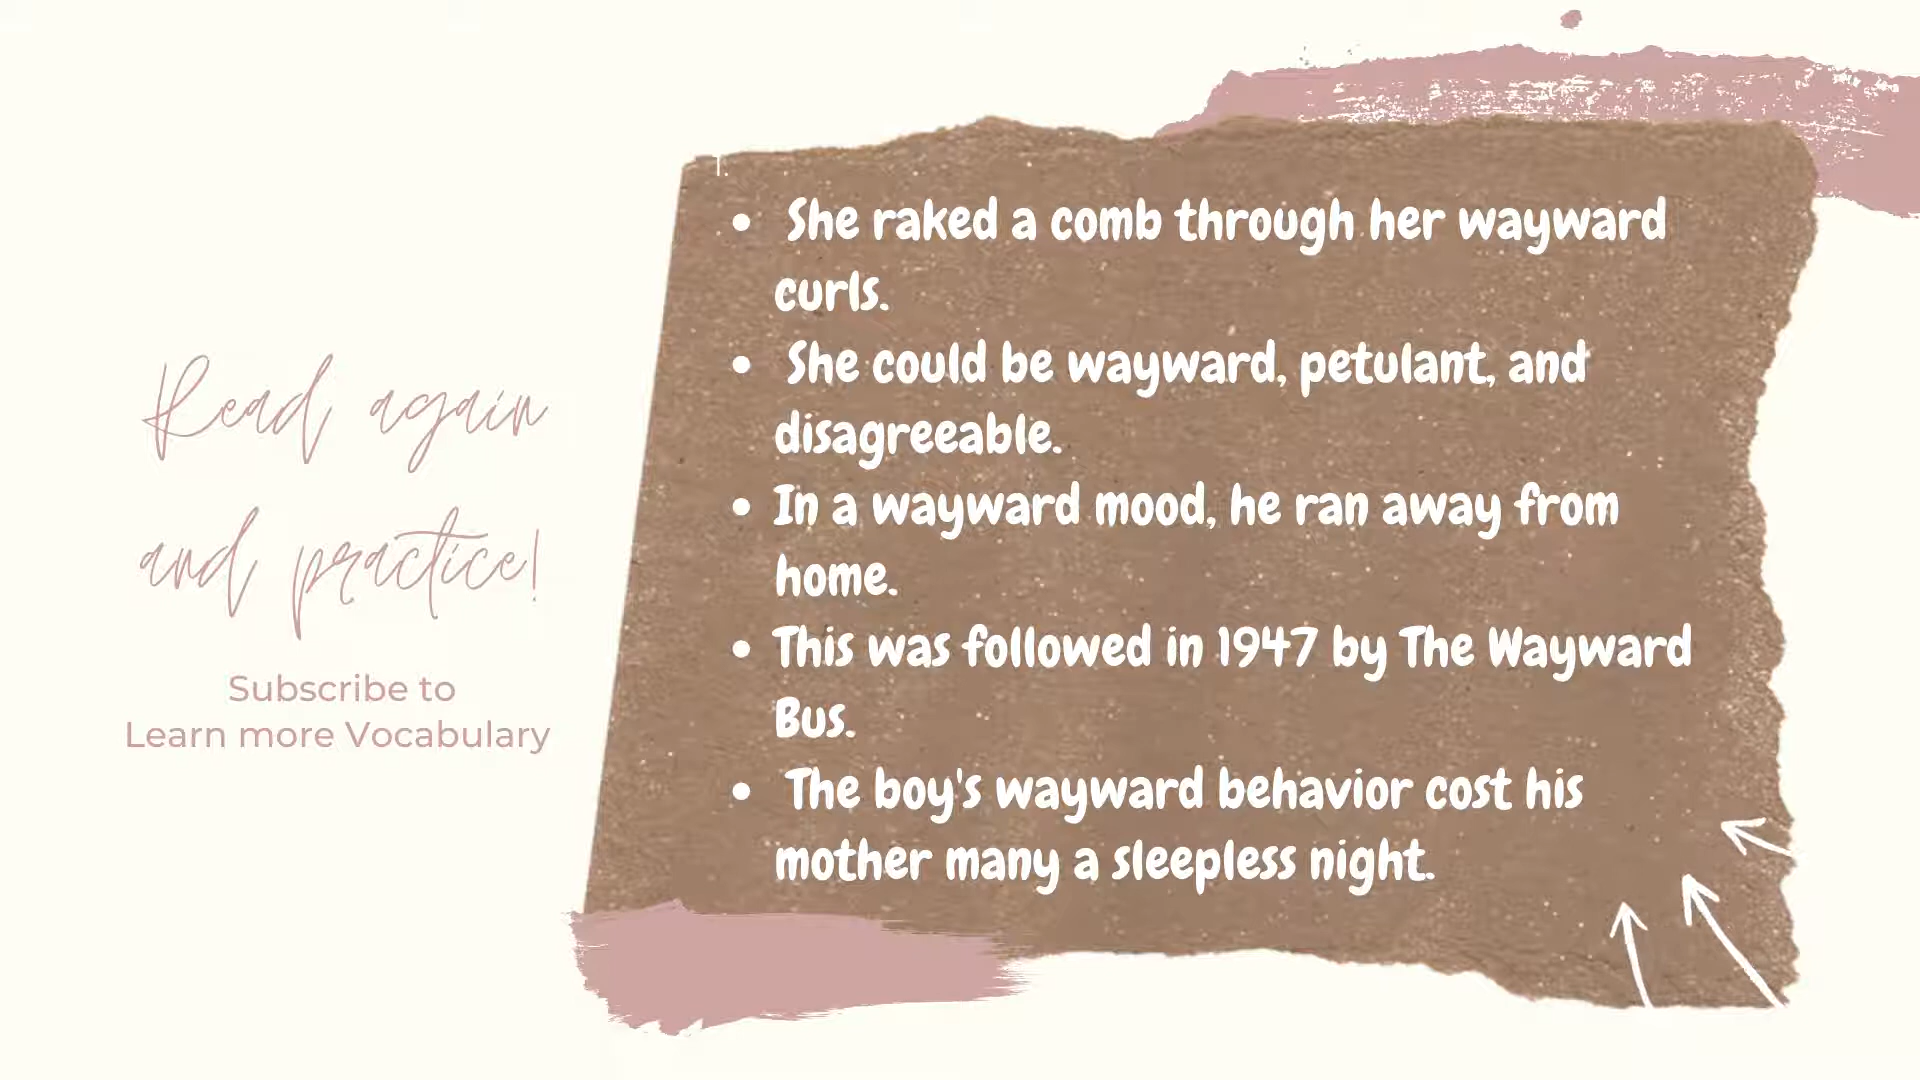 Read again
and practice!
Subscribe to
Learn more Vocabulary
• She raked a comb through her wayward
curls.
• She could be wayward, petulant, and
disagreeable.
• In a wayward mood, he ran away from
home.
• This was followed in 1947 by The Wayward
Bus.
• The boy's wayward behavior cost his
mother many a sleepless night.